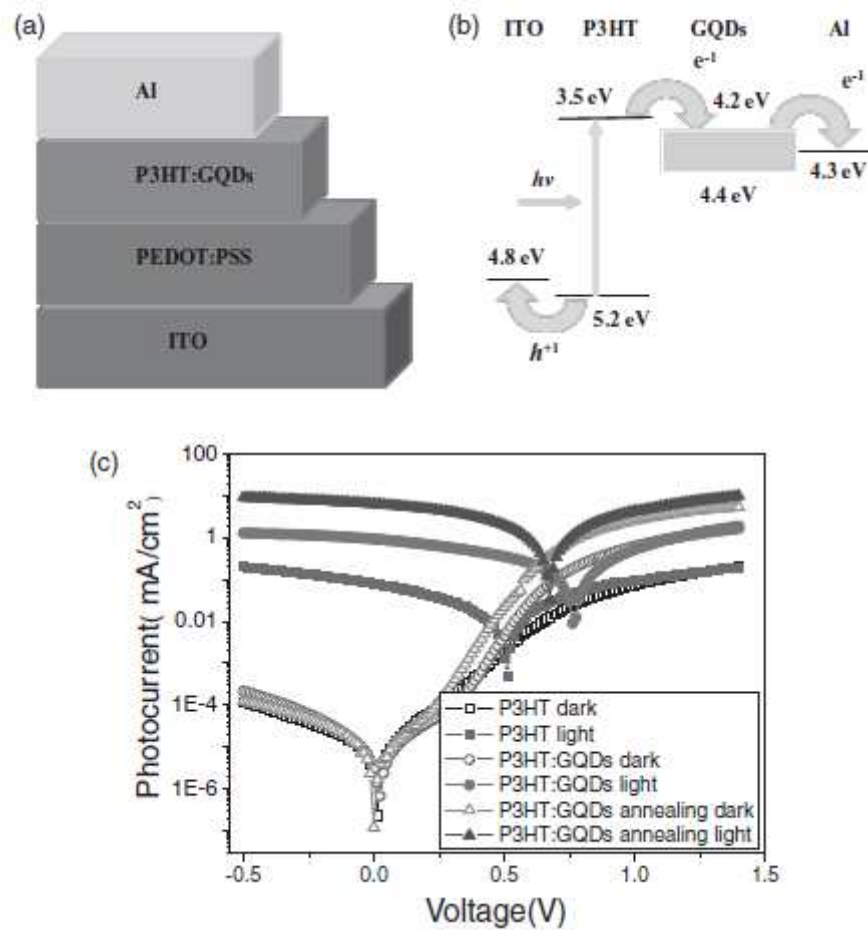 (a)
Al
P3HT:GQDs
PEDOT:PSS
ITO
(b)
ITO P3HT GQDs Al
e⁻¹
e⁻¹
3.5 eV
4.2 eV
4.3 eV
4.4 eV
hν
4.8 eV
5.2 eV
h⁺¹
(c)
Photocurrent( mA/cm²)
100
1
0.01
1E-4
1E-6
P3HT dark
P3HT light
P3HT:GQDs dark
P3HT:GQDs light
P3HT:GQDs annealing dark
P3HT:GQDs annealing light
-0.5 0.0 0.5 1.0 1.5
Voltage(V)